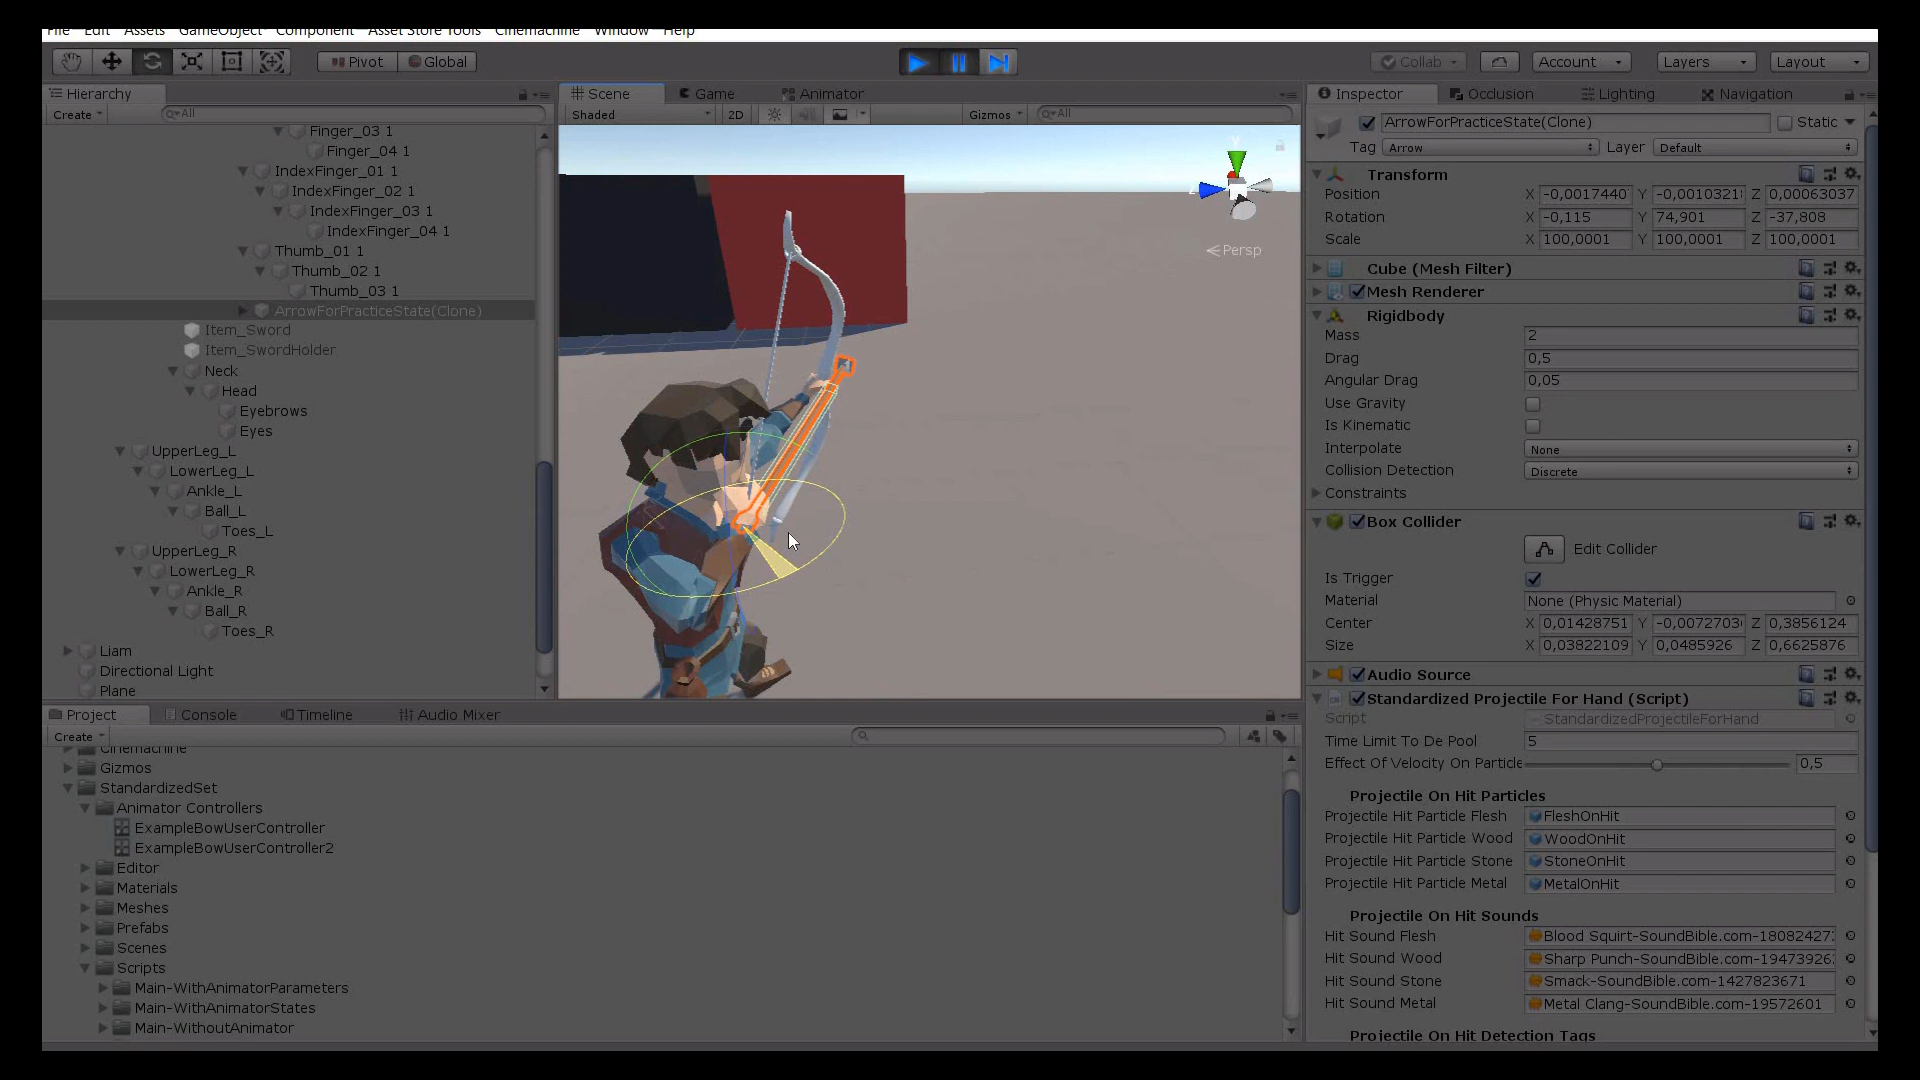 File Edit Assets GameObject Component Asset Store Tools Cinemachine Window Help
Pivot Global Collab Account Layers Layout
Hierarchy
Create All
Finger_03 1
Finger_04 1
IndexFinger_01 1
IndexFinger_02 1
IndexFinger_03 1
IndexFinger_04 1
Thumb_01 1
Thumb_02 1
Thumb_03 1
ArrowForPracticeState(Clone)
Item_Sword
Item_SwordHolder
Neck
Head
Eyebrows
Eyes
UpperLeg_L
LowerLeg_L
Ankle_L
Ball_L
Toes_L
UpperLeg_R
LowerLeg_R
Ankle_R
Ball_R
Toes_R
Liam
Directional Light
Plane
Scene Game Animator
Shaded 2D Gizmos All
Persp
Project Console Timeline Audio Mixer
Create
Cinemachine
Gizmos
StandardizedSet
Animator Controllers
ExampleBowUserController
ExampleBowUserController2
Editor
Materials
Meshes
Prefabs
Scenes
Scripts
Main-WithAnimatorParameters
Main-WithAnimatorStates
Main-WithoutAnimator
Inspector Occlusion Lighting Navigation
ArrowForPracticeState(Clone) Static
Tag Arrow Layer Default
Transform
Position X -0,0017440 Y -0,0010321 Z 0,00063037
Rotation X -0,115 Y 74,901 Z -37,808
Scale X 100,0001 Y 100,0001 Z 100,0001
Cube (Mesh Filter)
Mesh Renderer
Rigidbody
Mass 2
Drag 0,5
Angular Drag 0,05
Use Gravity
Is Kinematic
Interpolate None
Collision Detection Discrete
Constraints
Box Collider
Edit Collider
Is Trigger
Material None (Physic Material)
Center X 0,01428751 Y -0,0072703 Z 0,3856124
Size X 0,03822109 Y 0,0485926 Z 0,6625876
Audio Source
Standardized Projectile For Hand (Script)
Script StandardizedProjectileForHand
Time Limit To De Pool 5
Effect Of Velocity On Particle 0,5
Projectile On Hit Particles
Projectile Hit Particle Flesh FleshOnHit
Projectile Hit Particle Wood WoodOnHit
Projectile Hit Particle Stone StoneOnHit
Projectile Hit Particle Metal MetalOnHit
Projectile On Hit Sounds
Hit Sound Flesh Blood Squirt-SoundBible.com-18082427
Hit Sound Wood Sharp Punch-SoundBible.com-19473926
Hit Sound Stone Smack-SoundBible.com-1427823671
Hit Sound Metal Metal Clang-SoundBible.com-19572601
Projectile On Hit Detection Tags